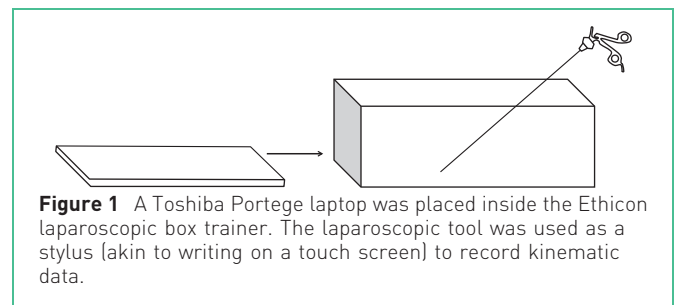 Figure 1 A Toshiba Portege laptop was placed inside the Ethicon
laparoscopic box trainer. The laparoscopic tool was used as a
stylus (akin to writing on a touch screen) to record kinematic
data.